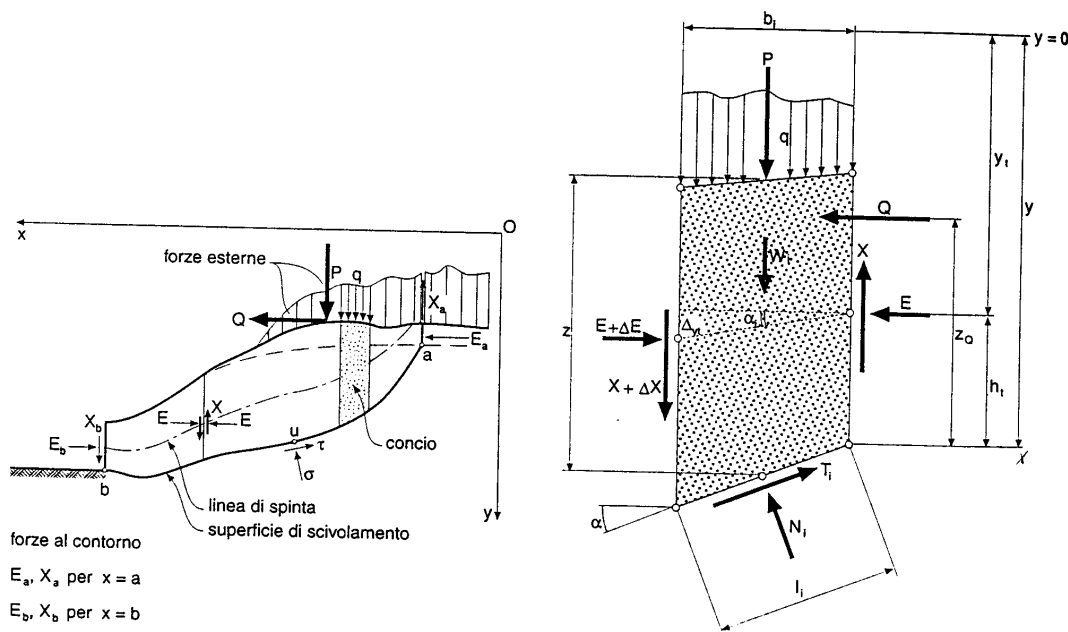 x
O
forze esterne
P
q
Q
X_a
E_a
a
E
X
E
X_b
E_b
b
u
τ
σ
concio
linea di spinta
superficie di scivolamento
y
forze al contorno
E_a, X_a per x = a
E_b, X_b per x = b
b_i
y = 0
P
q
y_t
y
Q
W_i
X
E
z
E + ΔE
Δ_yt
α_t
X + ΔX
z_Q
h_t
T_i
α
N_i
l_i